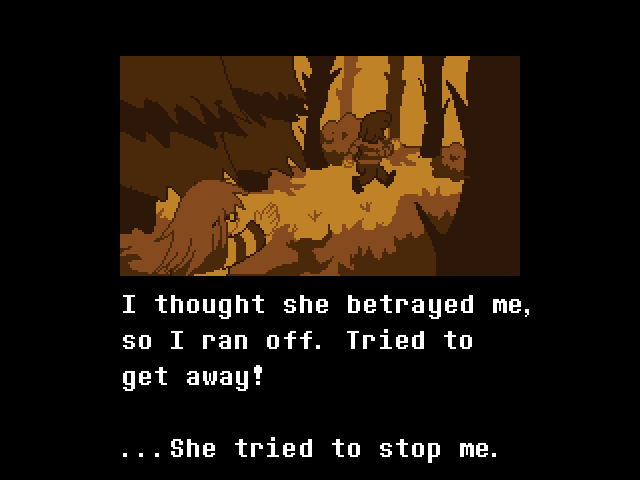 I thought she betrayed me,
so I ran off. Tried to
get away!
...She tried to stop me.